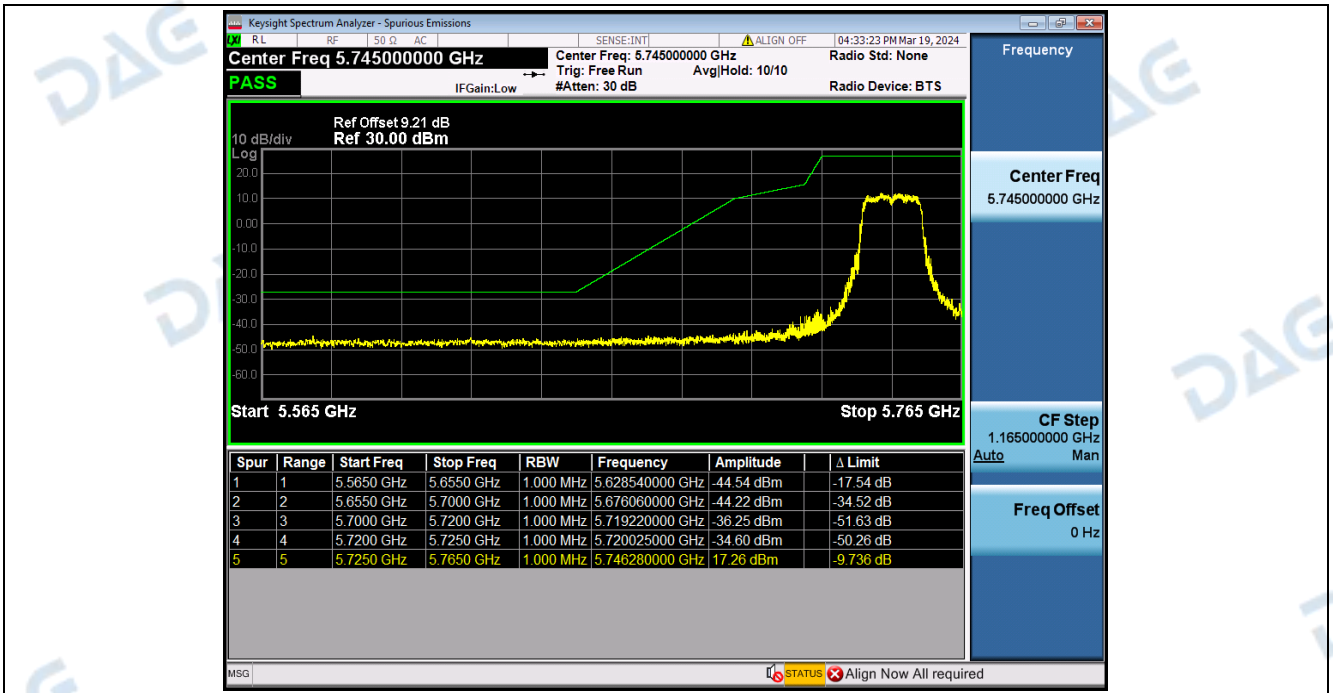 Keysight Spectrum Analyzer - Spurious Emissions
LXI RL RF 50 Ω AC SENSE:INT ALIGN OFF 04:33:23 PM Mar 19, 2024
Center Freq 5.745000000 GHz
Center Freq: 5.745000000 GHz
Radio Std: None
Trig: Free Run
Avg|Hold: 10/10
PASS
IFGain:Low
#Atten: 30 dB
Radio Device: BTS
Frequency
Ref Offset 9.21 dB
10 dB/div
Ref 30.00 dBm
Log
20.0
10.0
0.00
-10.0
-20.0
-30.0
-40.0
-50.0
-60.0
Start 5.565 GHz
Stop 5.765 GHz
Center Freq
5.745000000 GHz
CF Step
1.165000000 GHz
Auto Man
Freq Offset
0 Hz
Spur Range Start Freq Stop Freq RBW Frequency Amplitude Δ Limit
1 1 5.5650 GHz 5.6550 GHz 1.000 MHz 5.628540000 GHz -44.54 dBm -17.54 dB
2 2 5.6550 GHz 5.7000 GHz 1.000 MHz 5.676060000 GHz -44.22 dBm -34.52 dB
3 3 5.7000 GHz 5.7200 GHz 1.000 MHz 5.719220000 GHz -36.25 dBm -51.63 dB
4 4 5.7200 GHz 5.7250 GHz 1.000 MHz 5.720025000 GHz -34.60 dBm -50.26 dB
5 5 5.7250 GHz 5.7650 GHz 1.000 MHz 5.746280000 GHz 17.26 dBm -9.736 dB
MSG
STATUS Align Now All required
DAG
DAG